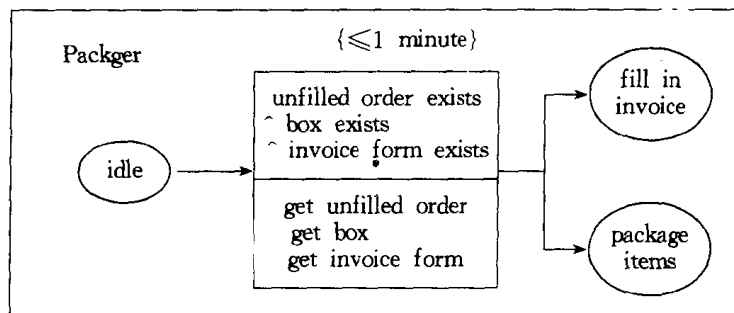 {≤1 minute}
Packger
unfilled order exists
^ box exists
^ invoice form exists
idle
get unfilled order
get box
get invoice form
fill in
invoice
package
items